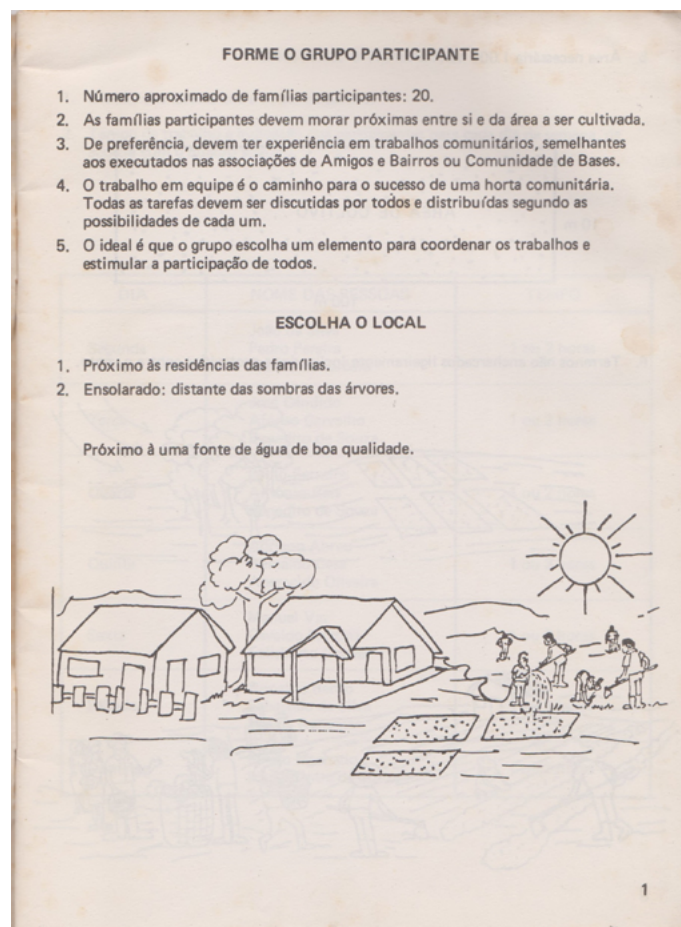 FORME O GRUPO PARTICIPANTE
1. Número aproximado de famílias participantes: 20.
2. As famílias participantes devem morar próximas entre si e da área a ser cultivada.
3. De preferência, devem ter experiência em trabalhos comunitários, semelhantes
aos executados nas associações de Amigos e Bairros ou Comunidade de Bases.
4. O trabalho em equipe é o caminho para o sucesso de uma horta comunitária.
Todas as tarefas devem ser discutidas por todos e distribuídas segundo as
possibilidades de cada um.
5. O ideal é que o grupo escolha um elemento para coordenar os trabalhos e
estimular a participação de todos.
ESCOLHA O LOCAL
1. Próximo às residências das famílias.
2. Ensolarado: distante das sombras das árvores.
Próximo à uma fonte de água de boa qualidade.
1